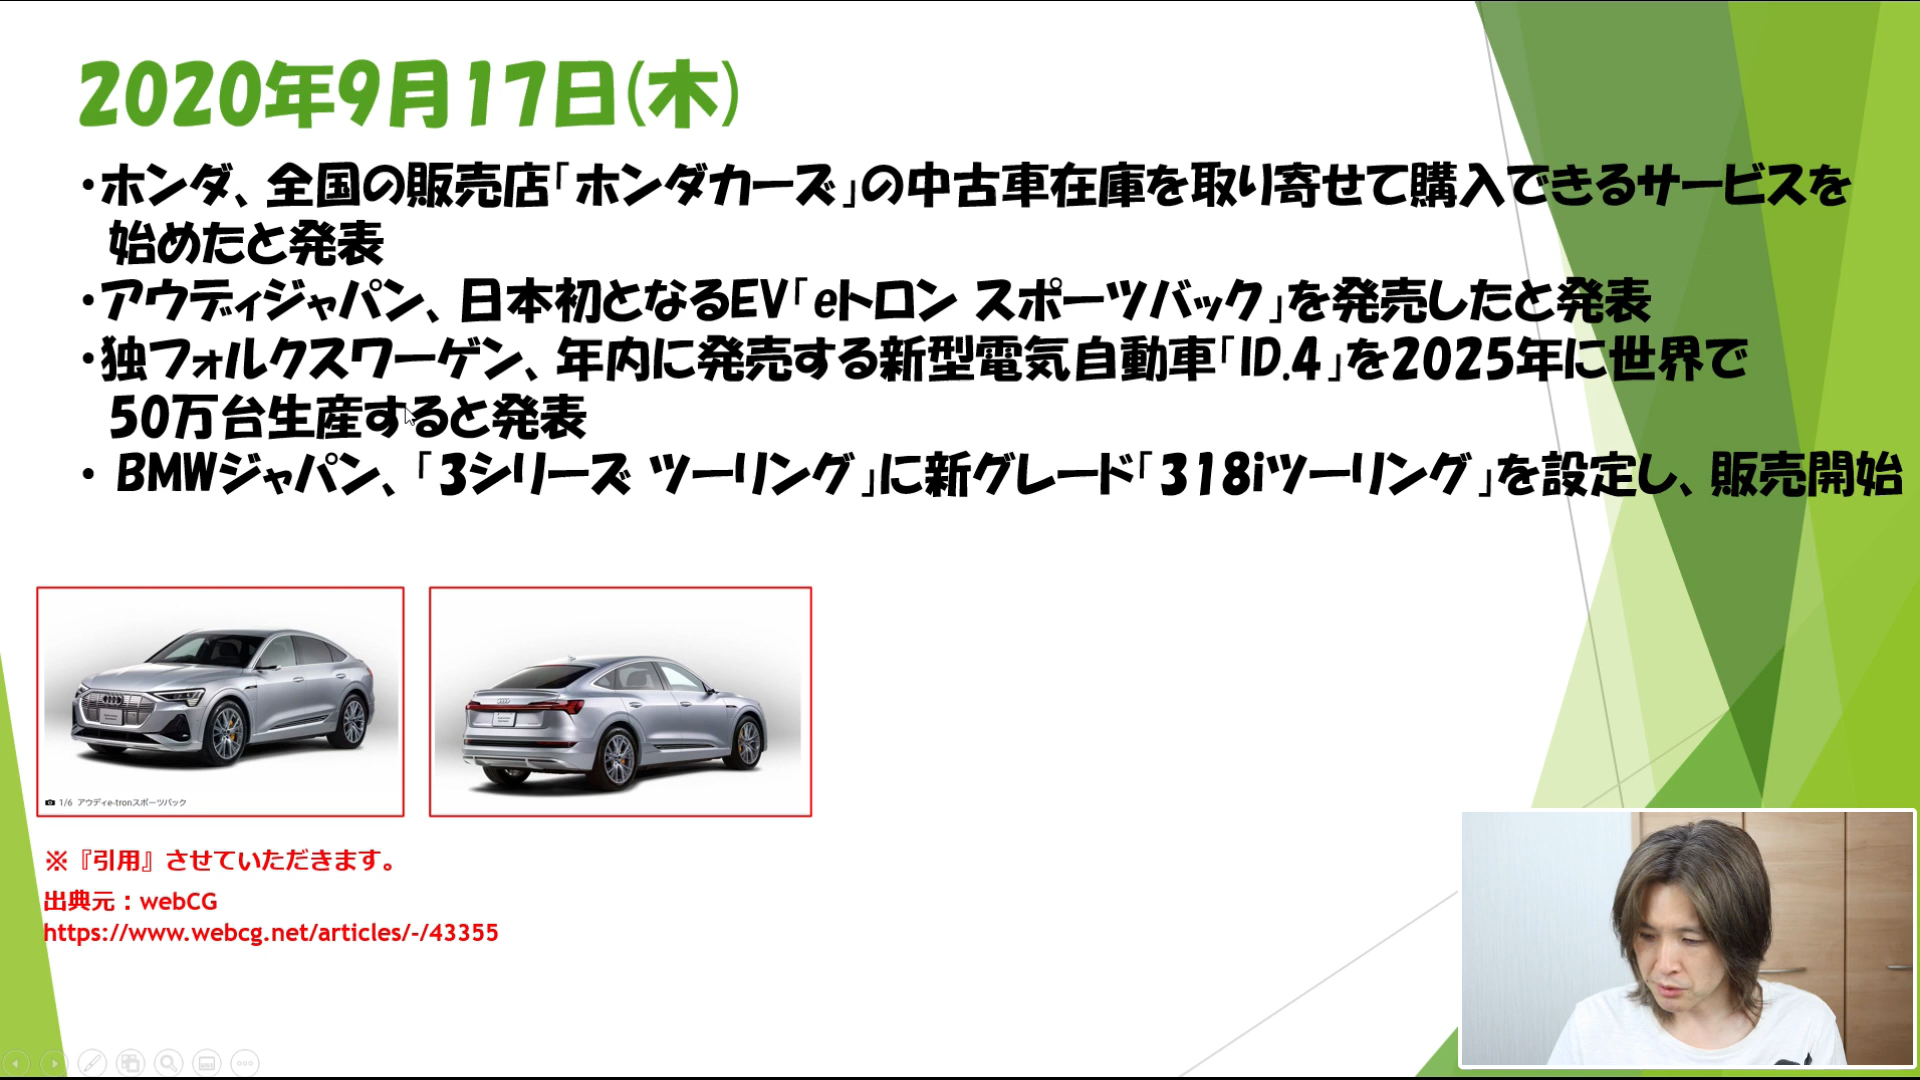 2020年9月17日(木)
・ホンダ、全国の販売店「ホンダカーズ」の中古車在庫を取り寄せて購入できるサービスを
始めたと発表
・アウディジャパン、日本初となるEV「eトロン スポーツバック」を発売したと発表
・独フォルクスワーゲン、年内に発売する新型電気自動車「ID.4」を2025年に世界で
50万台生産すると発表
・ BMWジャパン、「3シリーズ ツーリング」に新グレード「318iツーリング」を設定し、販売開始
1/6 アウディe-tronスポーツバック
※『引用』させていただきます。
出典元：webCG
https://www.webcg.net/articles/-/43355